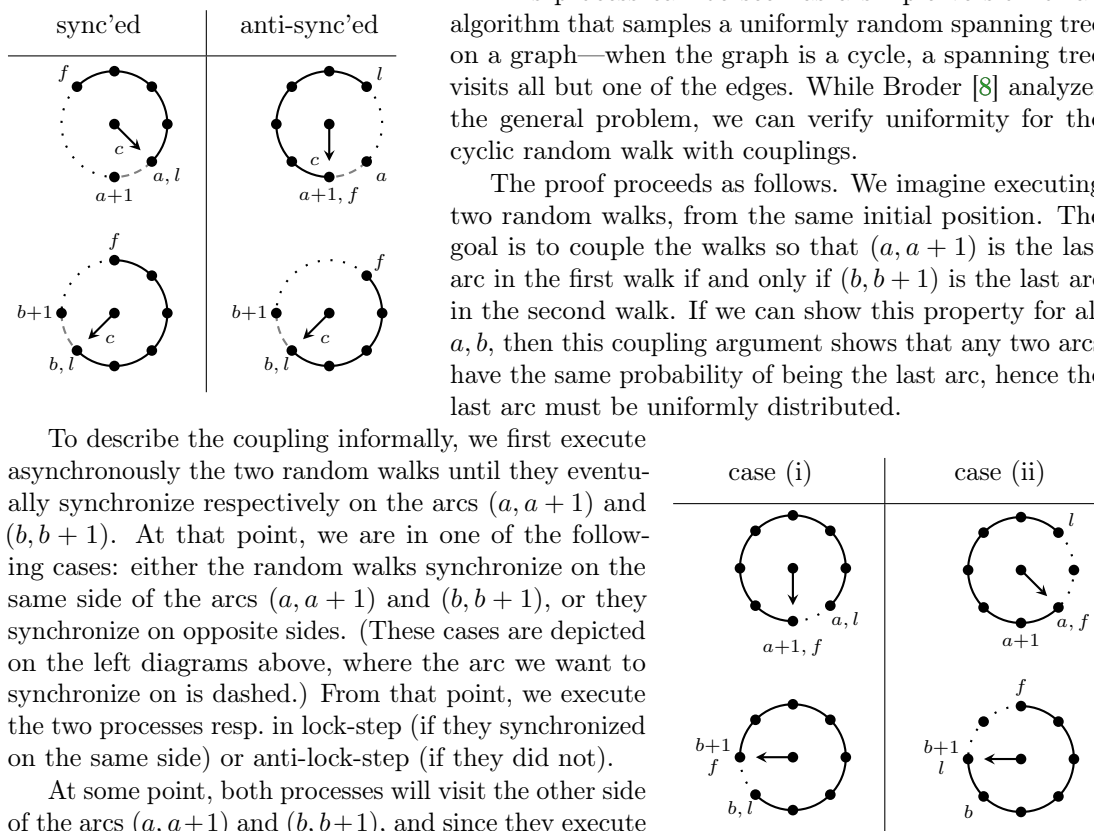 sync'ed anti-sync'ed
f
l
c
a, l
a+1
c
a
a+1, f
f
b+1
c
b, l
f
b+1
c
b, l
algorithm that samples a uniformly random spanning tree
on a graph—when the graph is a cycle, a spanning tree
visits all but one of the edges. While Broder [8] analyze
the general problem, we can verify uniformity for the
cyclic random walk with couplings.
The proof proceeds as follows. We imagine executing
two random walks, from the same initial position. The
goal is to couple the walks so that (a, a + 1) is the las
arc in the first walk if and only if (b, b + 1) is the last arc
in the second walk. If we can show this property for al
a, b, then this coupling argument shows that any two arcs
have the same probability of being the last arc, hence the
last arc must be uniformly distributed.
To describe the coupling informally, we first execute
asynchronously the two random walks until they eventu-
ally synchronize respectively on the arcs (a, a + 1) and
(b, b + 1). At that point, we are in one of the follow-
ing cases: either the random walks synchronize on the
same side of the arcs (a, a + 1) and (b, b + 1), or they
synchronize on opposite sides. (These cases are depicted
on the left diagrams above, where the arc we want to
synchronize on is dashed.) From that point, we execute
the two processes resp. in lock-step (if they synchronized
on the same side) or anti-lock-step (if they did not).
At some point, both processes will visit the other side
of the arcs (a, a+1) and (b, b+1), and since they execute
case (i) case (ii)
a, l
a+1, f
l
a, f
a+1
b+1
f
b, l
f
b+1
l
b